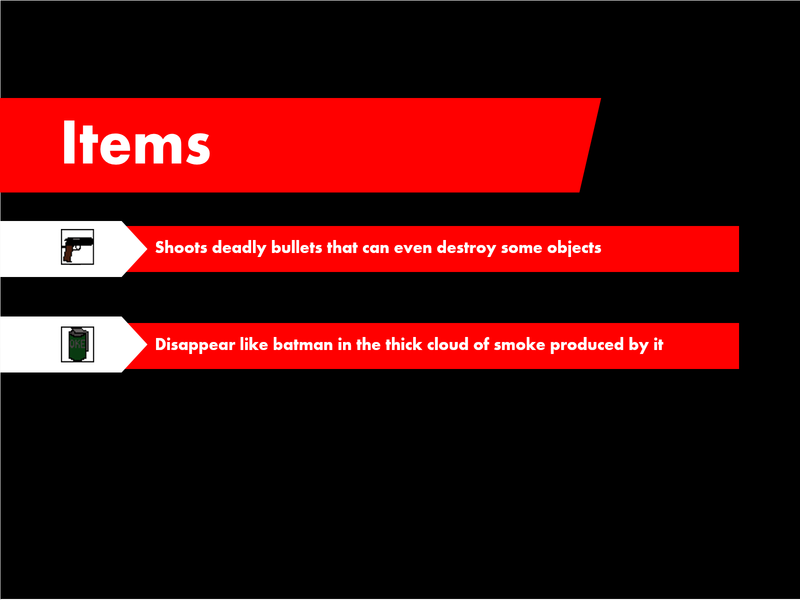 Items
Shoots deadly bullets that can even destroy some objects
Disappear like batman in the thick cloud of smoke produced by it